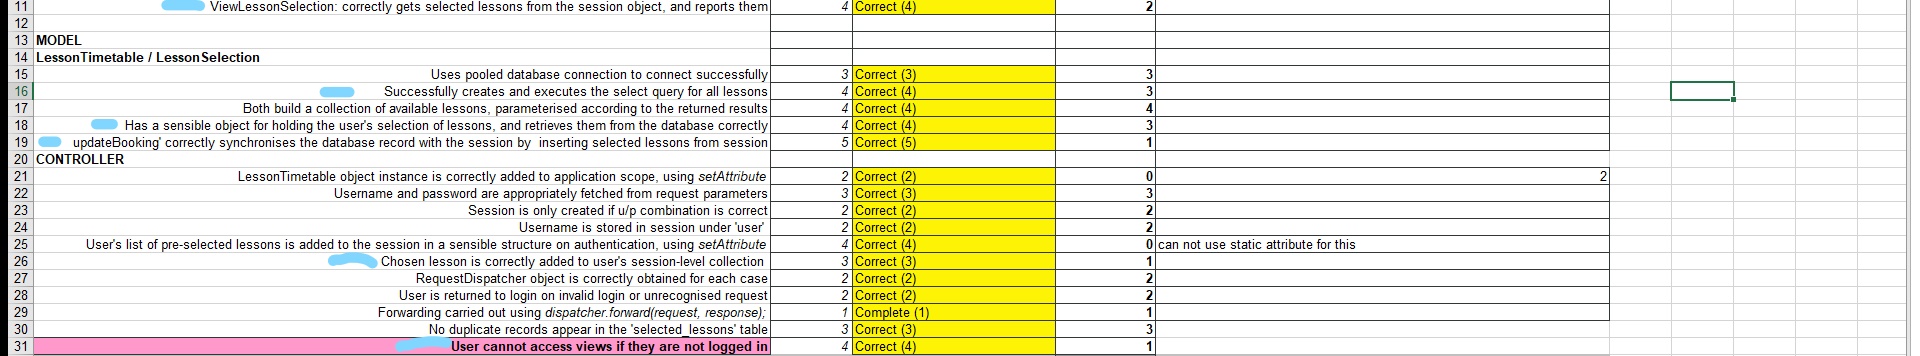 11 ViewLessonSelection: correctly gets selected lessons from the session object, and reports them 4 Correct (4) 2
12
13 MODEL
14 LessonTimetable / LessonSelection
15 Uses pooled database connection to connect successfully 3 Correct (3) 3
16 Successfully creates and executes the select query for all lessons 4 Correct (4) 3
17 Both build a collection of available lessons, parameterised according to the returned results 4 Correct (4) 4
18 Has a sensible object for holding the user's selection of lessons, and retrieves them from the database correctly 4 Correct (4) 3
19 updateBooking' correctly synchronises the database record with the session by inserting selected lessons from session 5 Correct (5) 1
20 CONTROLLER
21 LessonTimetable object instance is correctly added to application scope, using setAttribute 2 Correct (2) 0 2
22 Username and password are appropriately fetched from request parameters 3 Correct (3) 3
23 Session is only created if u/p combination is correct 2 Correct (2) 2
24 Username is stored in session under 'user' 2 Correct (2) 2
25 User's list of pre-selected lessons is added to the session in a sensible structure on authentication, using setAttribute 4 Correct (4) 0 can not use static attribute for this
26 Chosen lesson is correctly added to user's session-level collection 3 Correct (3) 1
27 RequestDispatcher object is correctly obtained for each case 2 Correct (2) 2
28 User is returned to login on invalid login or unrecognised request 2 Correct (2) 2
29 Forwarding carried out using dispatcher.forward(request, response); 1 Complete (1) 1
30 No duplicate records appear in the 'selected_lessons' table 3 Correct (3) 3
31 User cannot access views if they are not logged in 4 Correct (4) 1